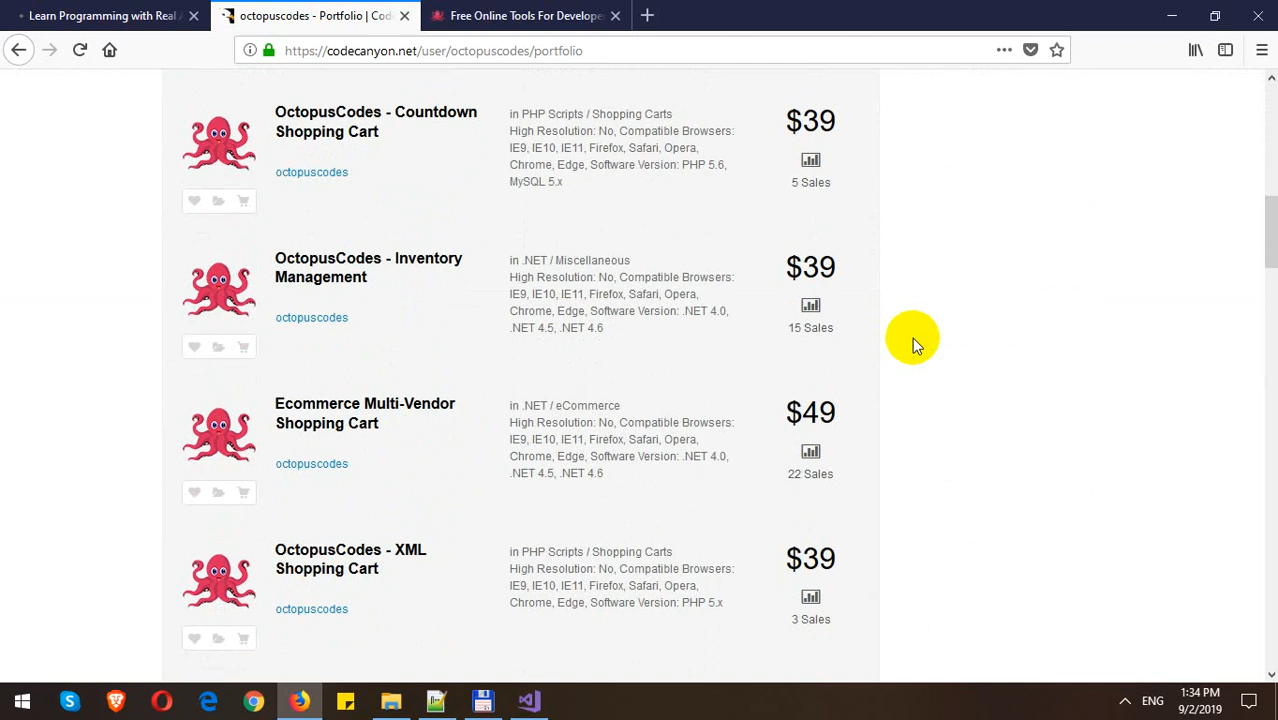 Learn Programming with Real
octopuscodes - Portfolio | Code
Free Online Tools For Develope
https://codecanyon.net/user/octopuscodes/portfolio
OctopusCodes - Countdown
Shopping Cart
octopuscodes
in PHP Scripts / Shopping Carts
High Resolution: No, Compatible Browsers:
IE9, IE10, IE11, Firefox, Safari, Opera,
Chrome, Edge, Software Version: PHP 5.6,
MySQL 5.x
$39
5 Sales
OctopusCodes - Inventory
Management
octopuscodes
in .NET / Miscellaneous
High Resolution: No, Compatible Browsers:
IE9, IE10, IE11, Firefox, Safari, Opera,
Chrome, Edge, Software Version: .NET 4.0,
.NET 4.5, .NET 4.6
$39
15 Sales
Ecommerce Multi-Vendor
Shopping Cart
octopuscodes
in .NET / eCommerce
High Resolution: No, Compatible Browsers:
IE9, IE10, IE11, Firefox, Safari, Opera,
Chrome, Edge, Software Version: .NET 4.0,
.NET 4.5, .NET 4.6
$49
22 Sales
OctopusCodes - XML
Shopping Cart
octopuscodes
in PHP Scripts / Shopping Carts
High Resolution: No, Compatible Browsers:
IE9, IE10, IE11, Firefox, Safari, Opera,
Chrome, Edge, Software Version: PHP 5.x
$39
3 Sales
ENG
1:34 PM
9/2/2019